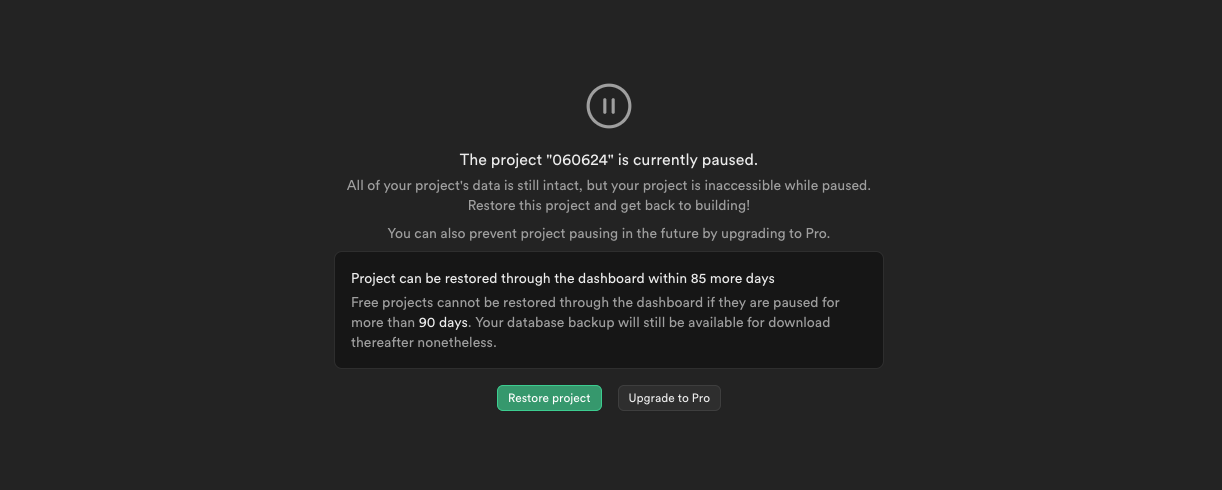 The project "060624" is currently paused.
All of your project's data is still intact, but your project is inaccessible while paused.
Restore this project and get back to building!
You can also prevent project pausing in the future by upgrading to Pro.
Project can be restored through the dashboard within 85 more days
Free projects cannot be restored through the dashboard if they are paused for
more than 90 days. Your database backup will still be available for download
thereafter nonetheless.
Restore project
Upgrade to Pro